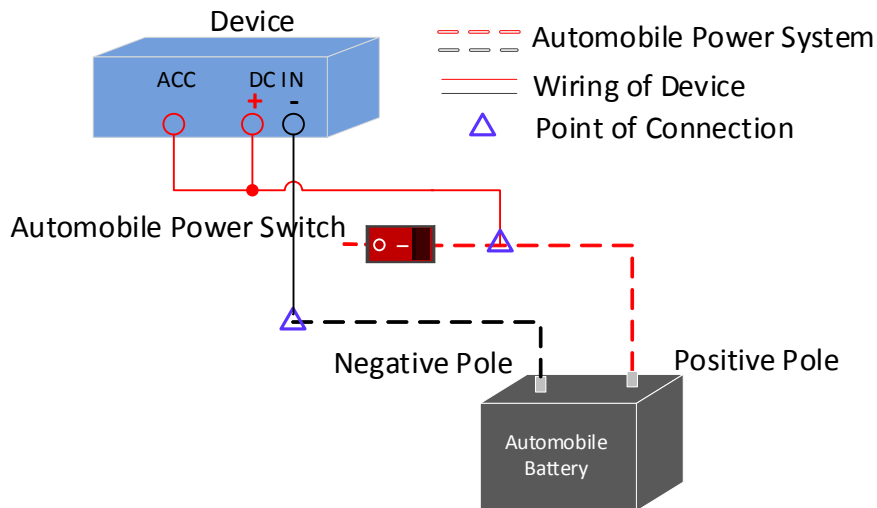 Device
Automobile Power System
ACC
DC IN
+
-
Wiring of Device
Point of Connection
Automobile Power Switch
Negative Pole
Positive Pole
Automobile
Battery